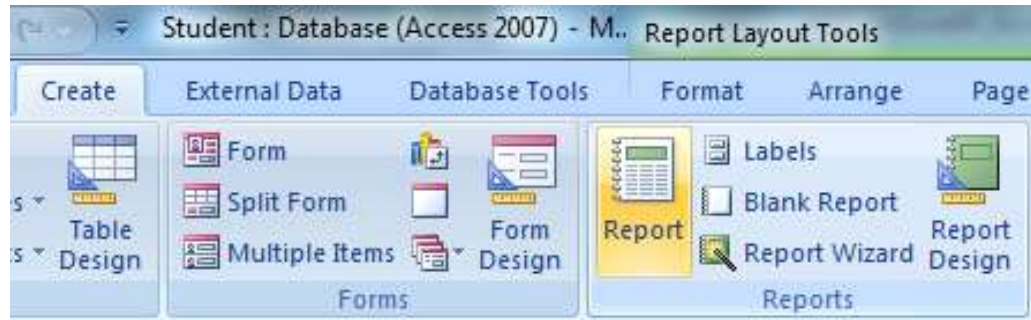 Student : Database (Access 2007) - M.. Report Layout Tools
Create External Data Database Tools Format Arrange Page
Form
Split Form
Multiple Items
Table
Design
Form
Design
Forms
Report
Labels
Blank Report
Report Wizard
Report
Design
Reports